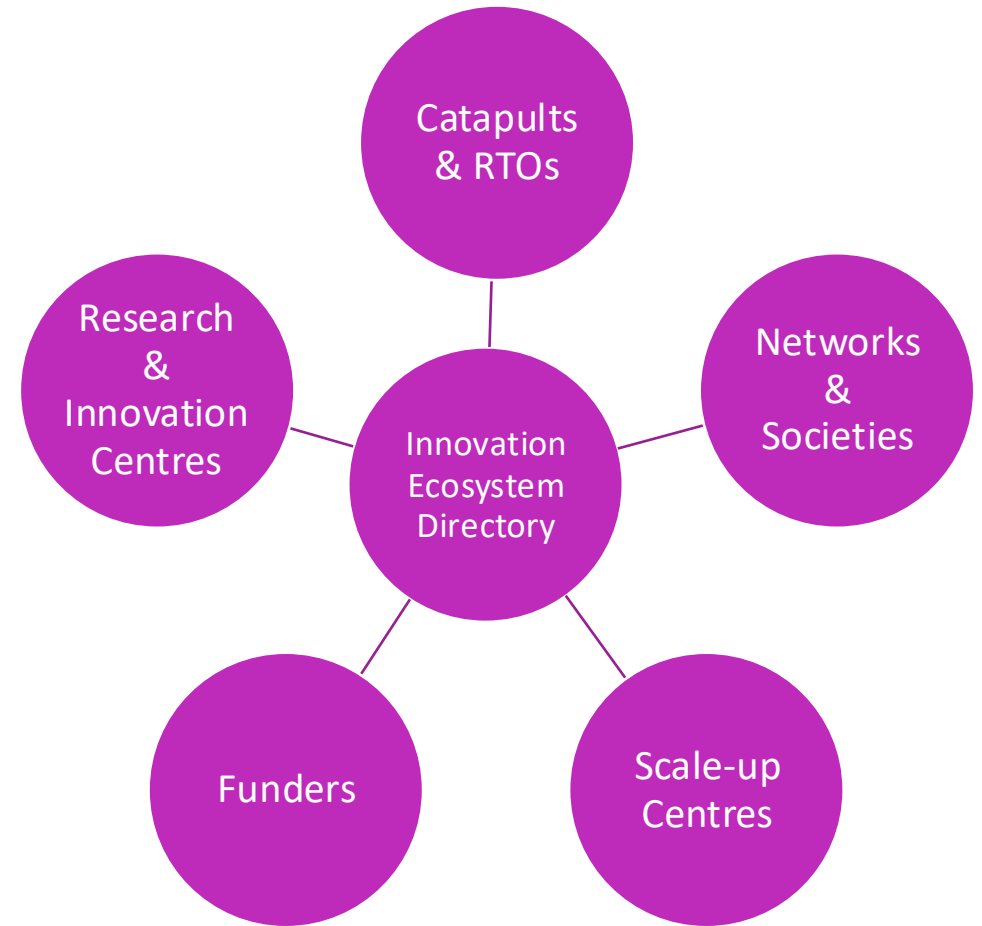 Catapults
& RTOs
Research
&
Innovation
Centres
Networks
&
Societies
Innovation
Ecosystem
Directory
Funders
Scale-up
Centres